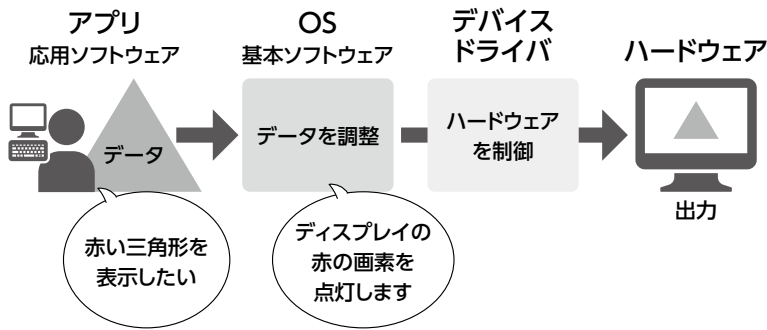 アプリ
応用ソフトウェア
OS
基本ソフトウェア
デバイス
ドライバ
ハードウェア
データ
データを調整
ハードウェア
を制御
出力
赤い三角形を
表示したい
ディスプレイの
赤の画素を
点灯します